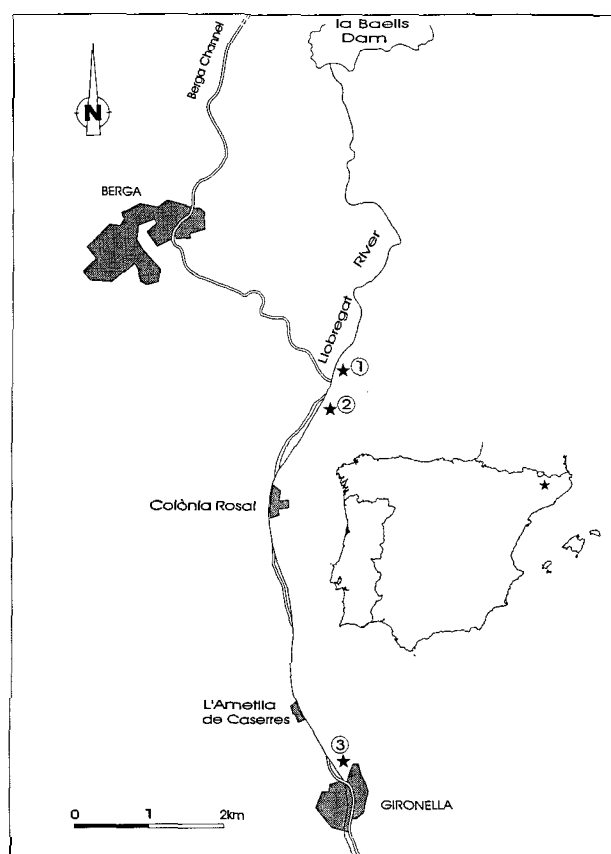 la Baells
Dam
Berga Channel
N
BERGA
River
Llobregat
1
2
Colònia Rosal
L'Ametlla
de Caserres
3
GIRONELLA
0 1 2km